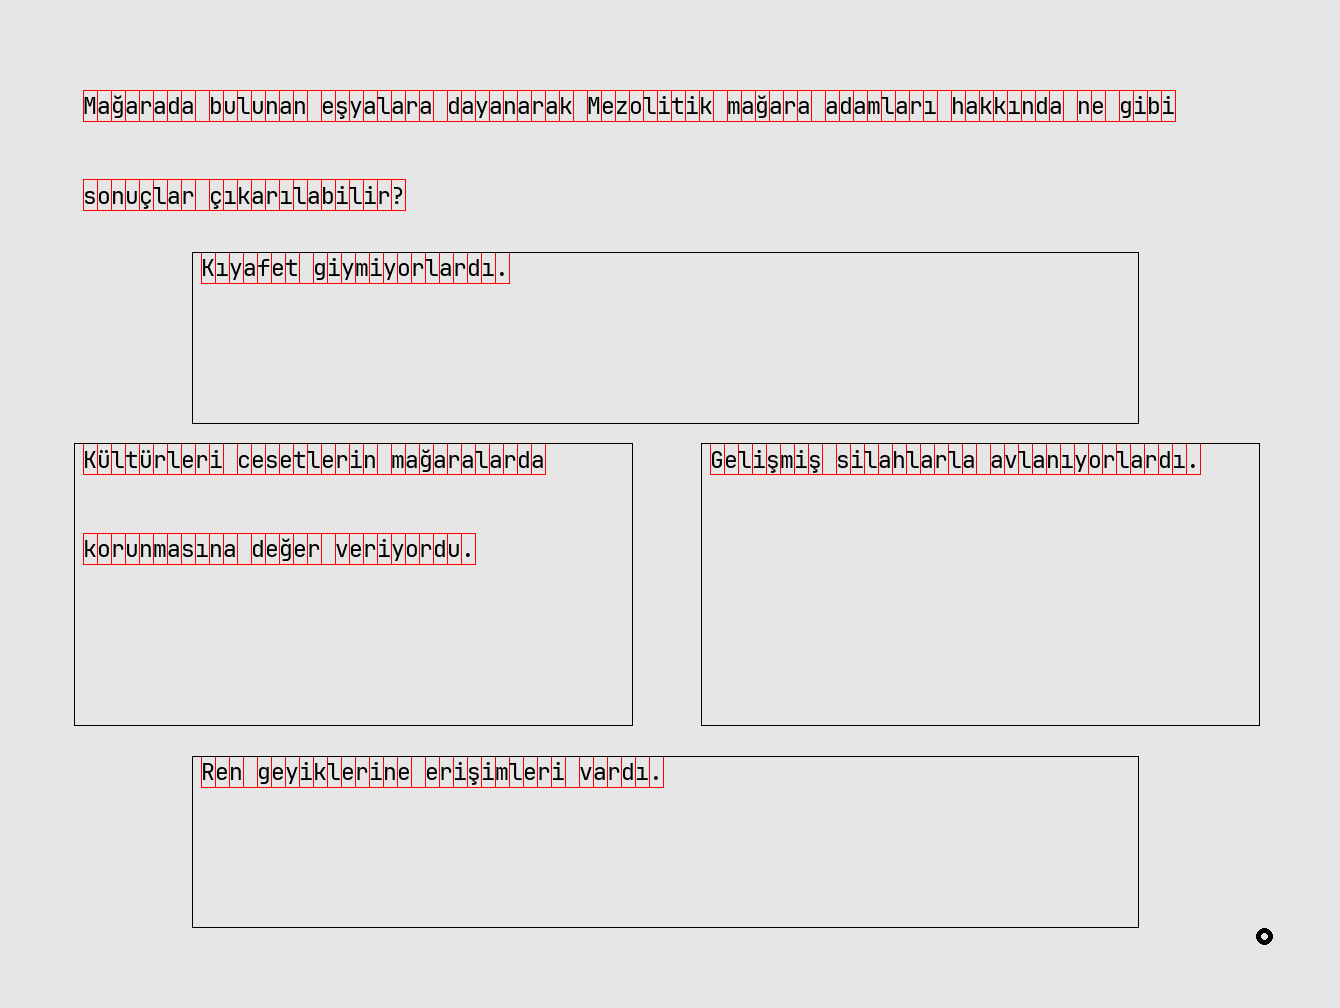 Mağarada bulunan eşyalara dayanarak Mezolitik mağara adamları hakkında ne gibi
sonuçlar çıkarılabilir?
Kıyafet giymiyorlardı.
Kültürleri cesetlerin mağaralarda
korunmasına değer veriyordu.
Gelişmiş silahlarla avlanıyorlardı.
Ren geyiklerine erişimleri vardı.